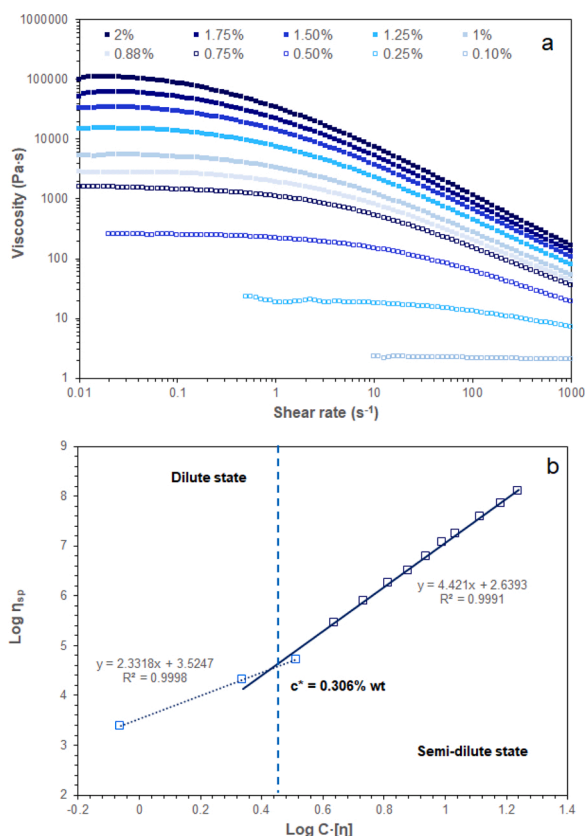 1000000
100000
10000
1000
100
10
1
Viscosity (Pa·s)
2% 1.75% 1.50% 1.25% 1%
0.88% 0.75% 0.50% 0.25% 0.10%
a
0.01 0.1 1 10 100 1000
Shear rate (s-1)
9
8
7
6
5
4
3
2
Log ηsp
b
Dilute state
y = 4.421x + 2.6393
R² = 0.9991
y = 2.3318x + 3.5247
R² = 0.9998
c* = 0.306% wt
Semi-dilute state
-0.2 0 0.2 0.4 0.6 0.8 1 1.2 1.4
Log C·[η]